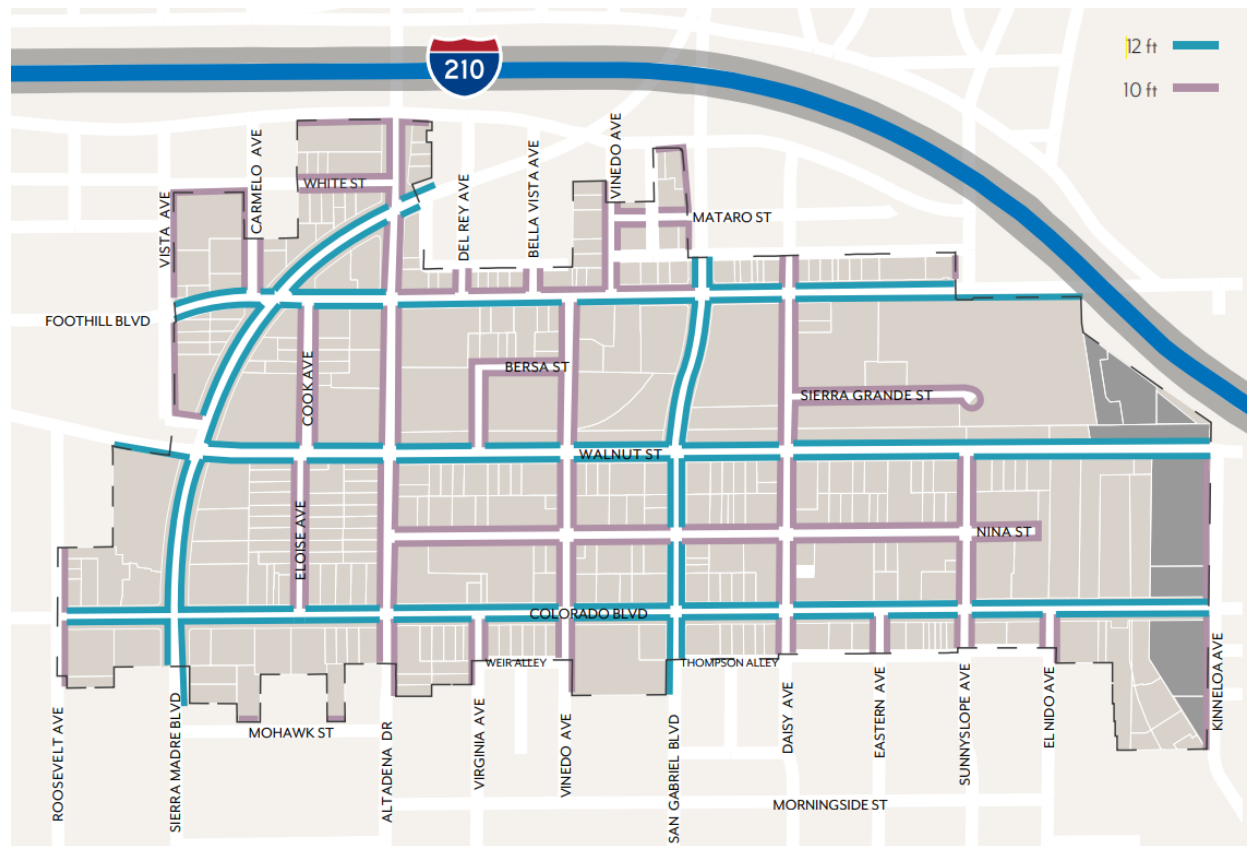 12 ft
210
10 ft
WHITE ST
VISTA AVE
CARMELO AVE
DEL REY AVE
BELLA VISTA AVE
VINEDO AVE
MATARO ST
FOOTHILL BLVD
COOK AVE
BERSA ST
SIERRA GRANDE ST
WALNUT ST
ELOISE AVE
NINA ST
COLORADO BLVD
WEIR ALLEY
THOMPSON ALLEY
ROOSEVELT AVE
SIERRA MADRE BLVD
MOHAWK ST
ALTADENA DR
VIRGINIA AVE
VINEDO AVE
SAN GABRIEL BLVD
DAISY AVE
EASTERN AVE
SUNNYSLOPE AVE
EL NIDO AVE
KINNELOA AVE
MORNINGSIDE ST